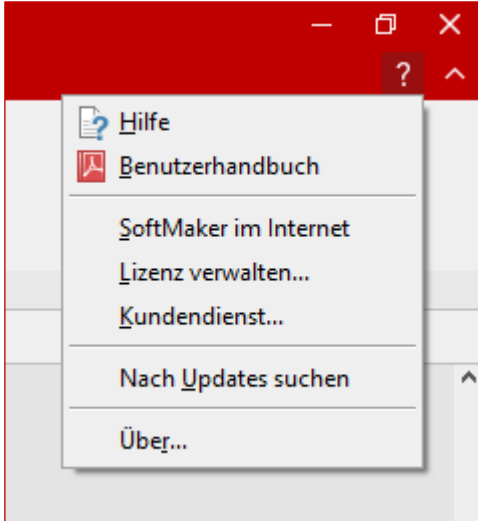 ?
Hilfe
Benutzerhandbuch
SoftMaker im Internet
Lizenz verwalten...
Kundendienst...
Nach Updates suchen
Über...